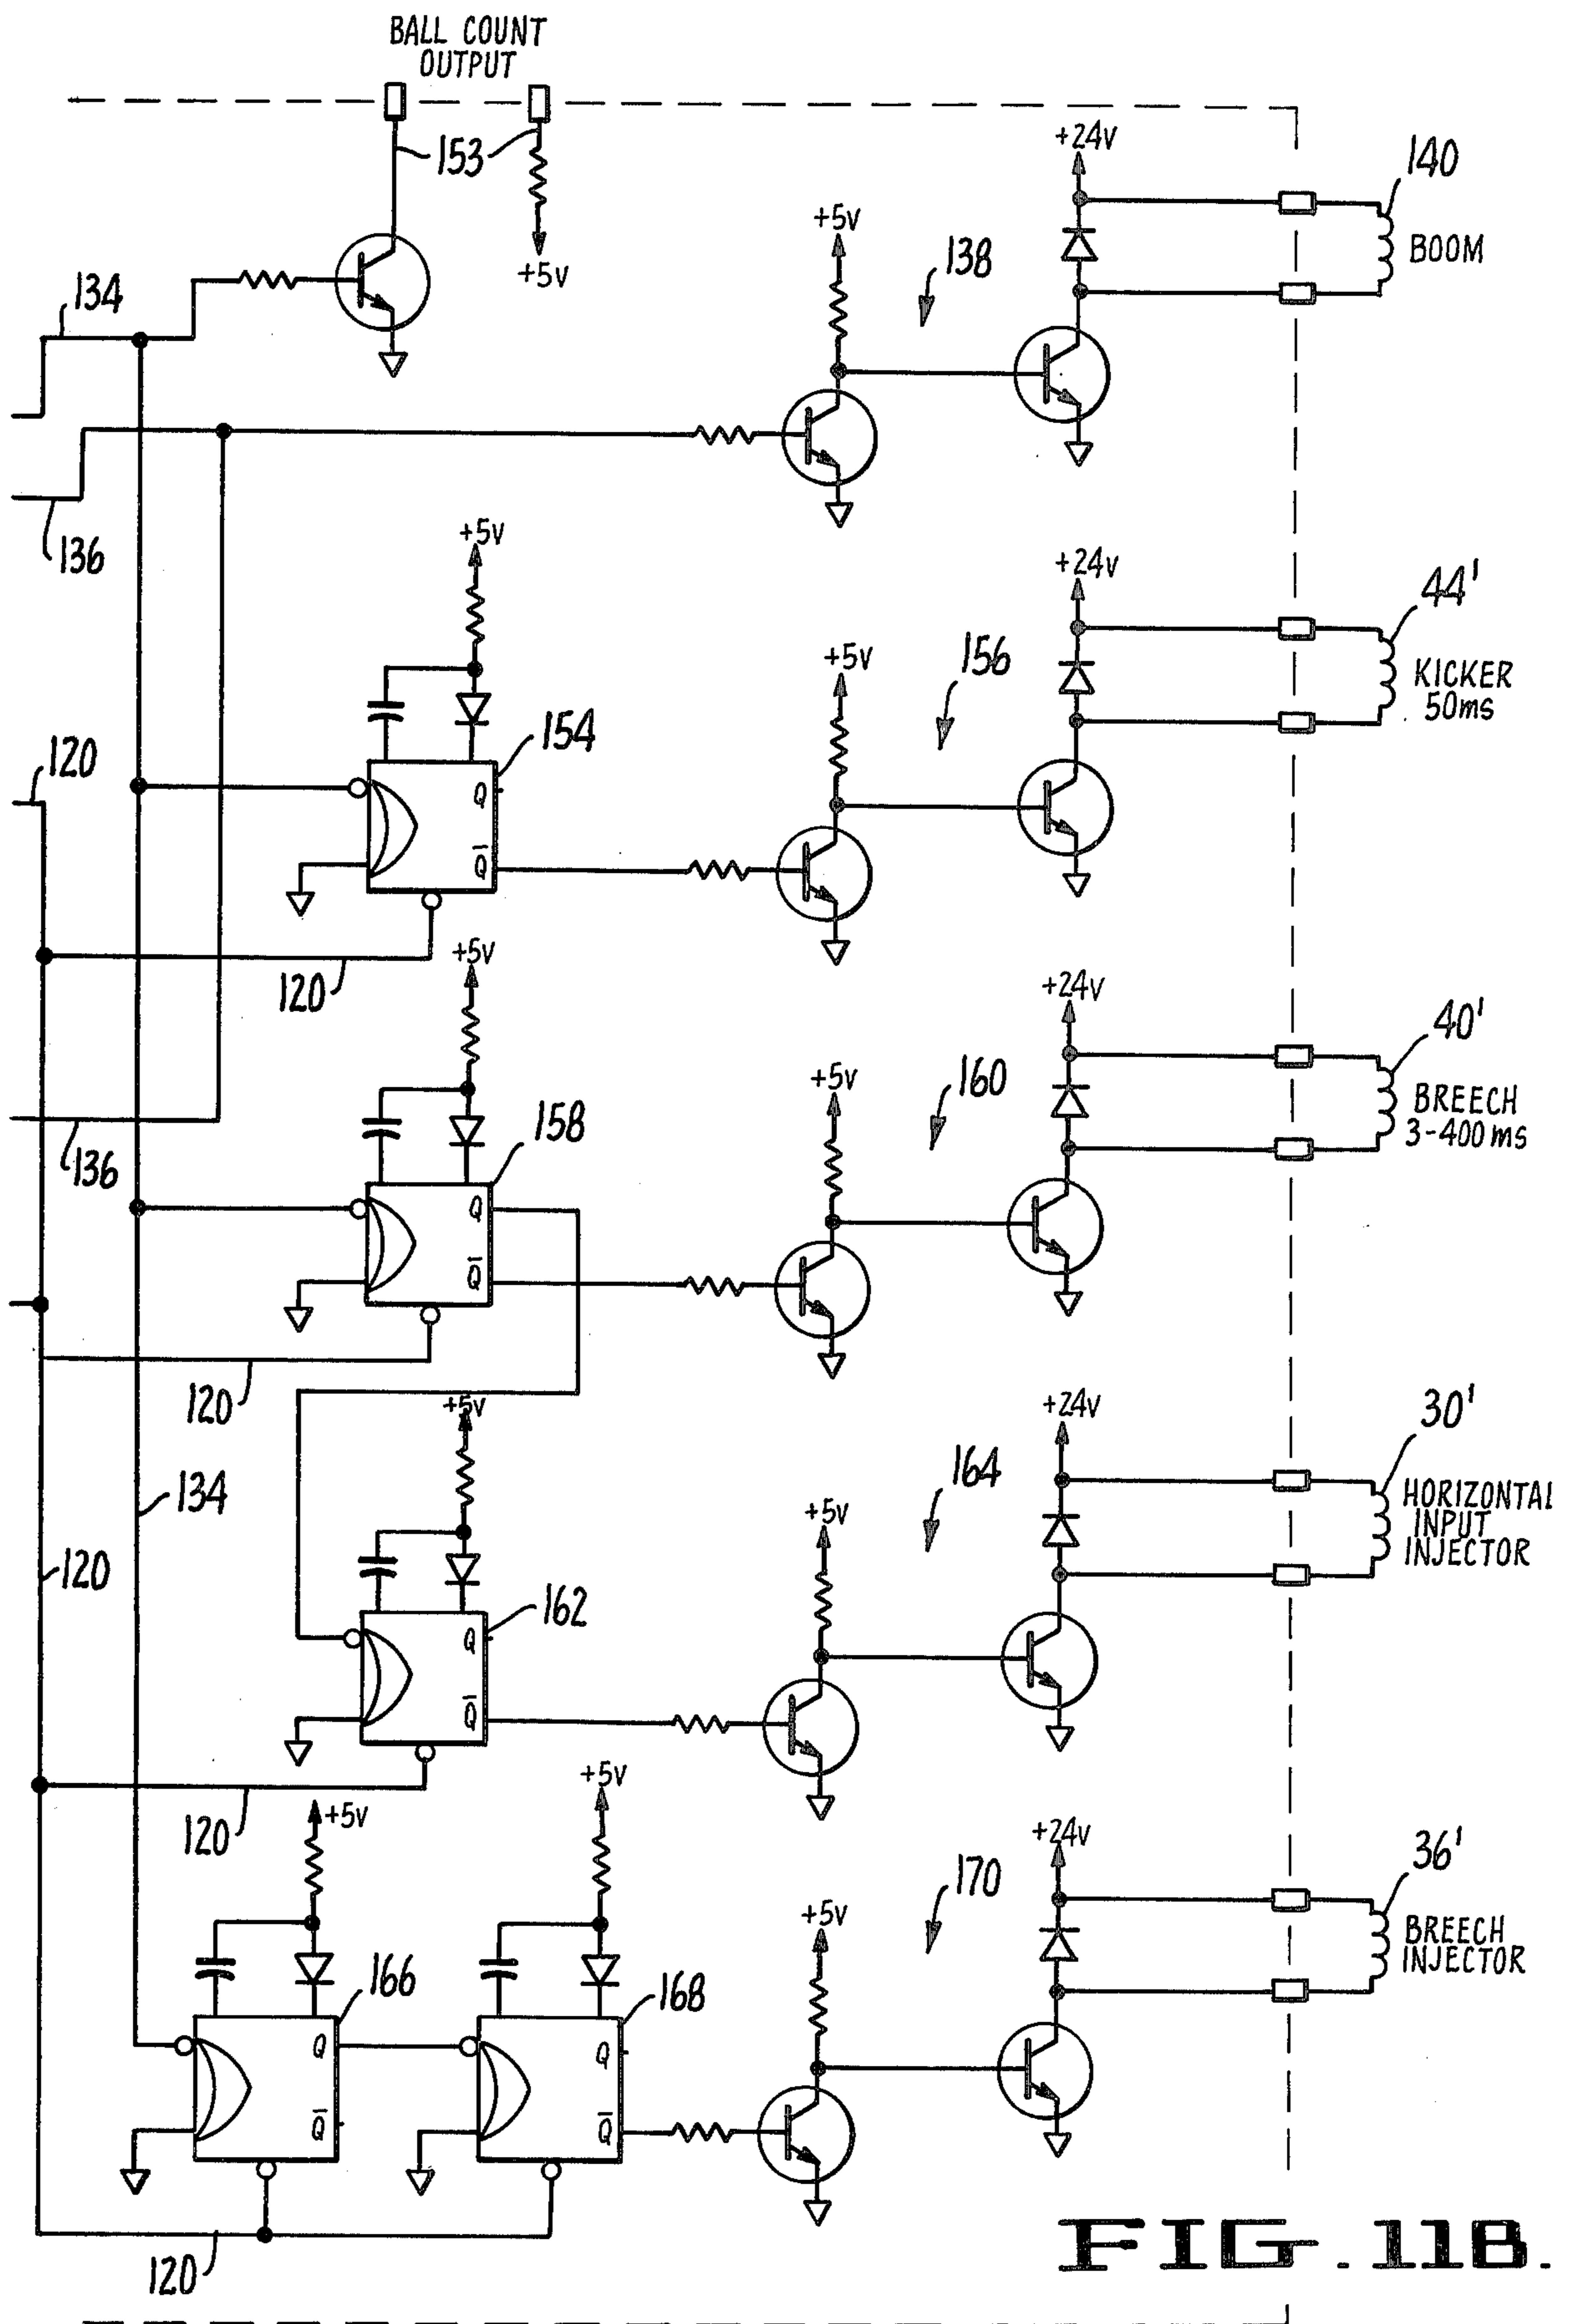 BALL COUNT
OUTPUT
153
+5V
+24V
140
BOOM
+5V
138
134
136
+5V
+24V
44'
KICKER
50ms
+5V
156
154
Q
Q̅
120
120
+5V
+24V
40'
BREECH
3-400 ms
+5V
160
158
Q
Q̅
136
120
+5V
+24V
30'
HORIZONTAL
INPUT
INJECTOR
+5V
164
134
162
Q
Q̅
120
120
+5V
+5V
+24V
36'
BREECH
INJECTOR
+5V
170
166
168
Q
Q̅
Q
Q̅
120
FIG. 11B.